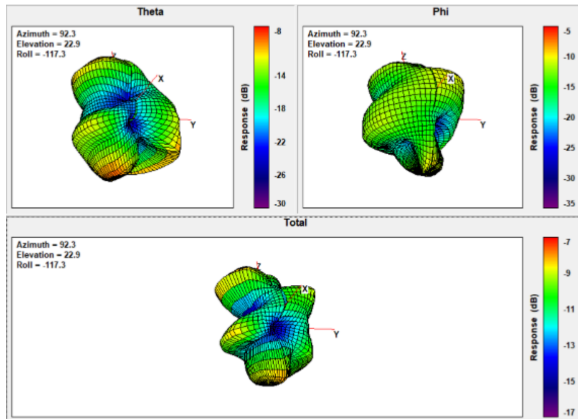 Theta
Azimuth = 92.3
Elevation = 22.9
Roll = -117.3
Z
X
Y
Response (dB)
-8
-14
-18
-22
-26
-30
Phi
Azimuth = 92.3
Elevation = 22.9
Roll = -117.3
Z
X
Y
Response (dB)
-5
-10
-15
-20
-25
-30
-35
Total
Azimuth = 92.3
Elevation = 22.9
Roll = -117.3
Z
X
Y
Response (dB)
-7
-9
-11
-13
-15
-17